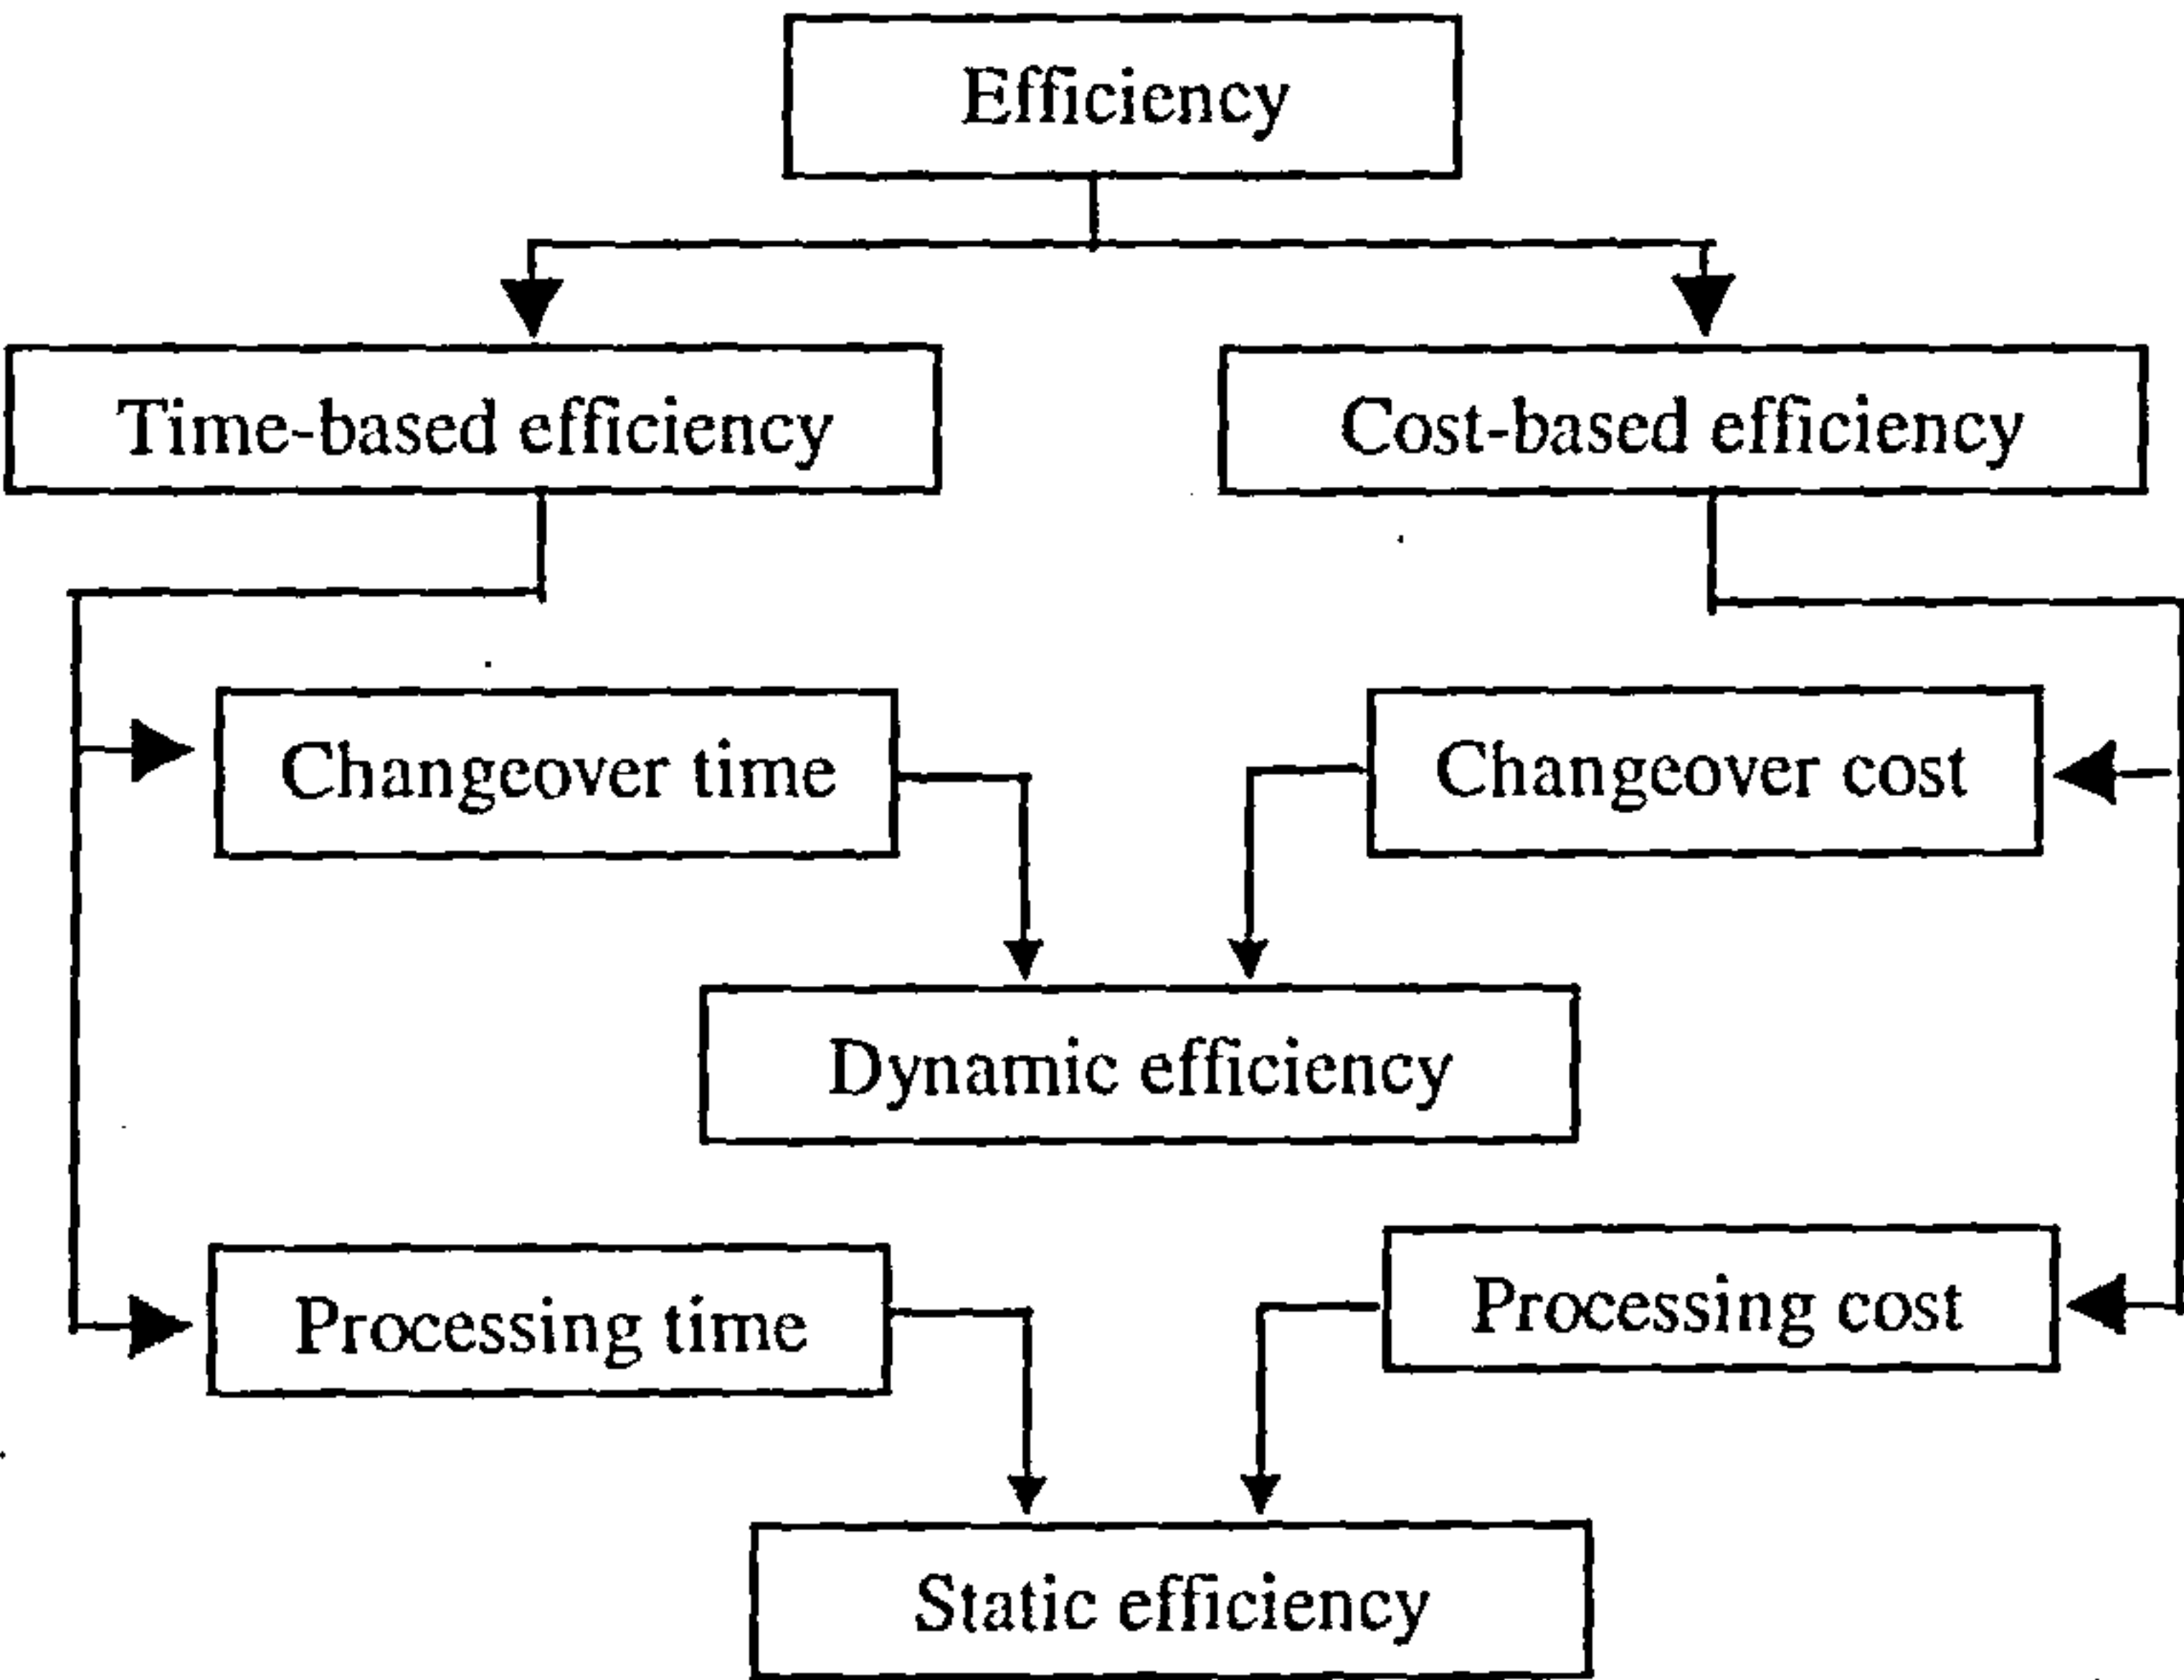 Efficiency
Time-based efficiency
Cost-based efficiency
Changeover time
Changeover cost
Dynamic efficiency
Processing time
Processing cost
Static efficiency